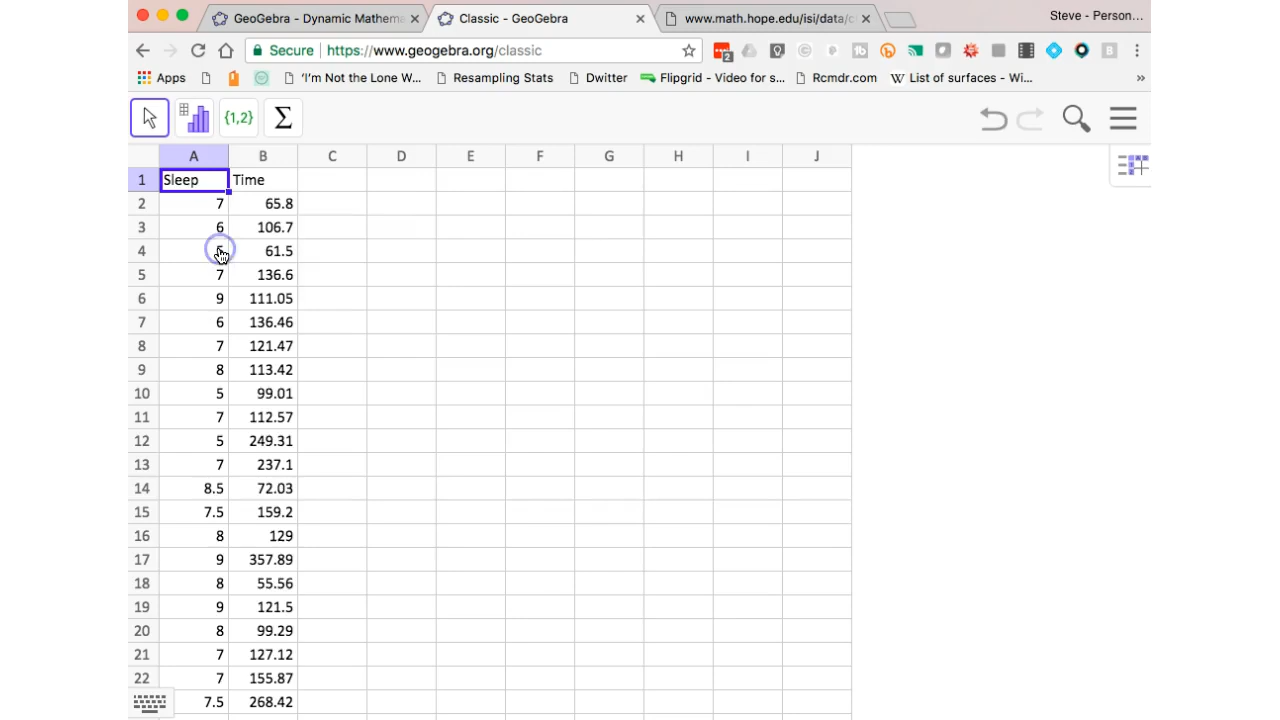 GeoGebra - Dynamic Mathema
Classic - GeoGebra
www.math.hope.edu/isi/data/c
Steve - Person...
Secure
https://www.geogebra.org/classic
2
Apps
'I'm Not the Lone W...
Resampling Stats
Dwitter
Flipgrid - Video for s...
Rcmdr.com
List of surfaces - Wi...
»
{1,2}
Σ
A B C D E F G H I J
1 Sleep Time
2 7 65.8
3 6 106.7
4 61.5
5 7 136.6
6 9 111.05
7 6 136.46
8 7 121.47
9 8 113.42
10 5 99.01
11 7 112.57
12 5 249.31
13 7 237.1
14 8.5 72.03
15 7.5 159.2
16 8 129
17 9 357.89
18 8 55.56
19 9 121.5
20 8 99.29
21 7 127.12
22 7 155.87
7.5 268.42